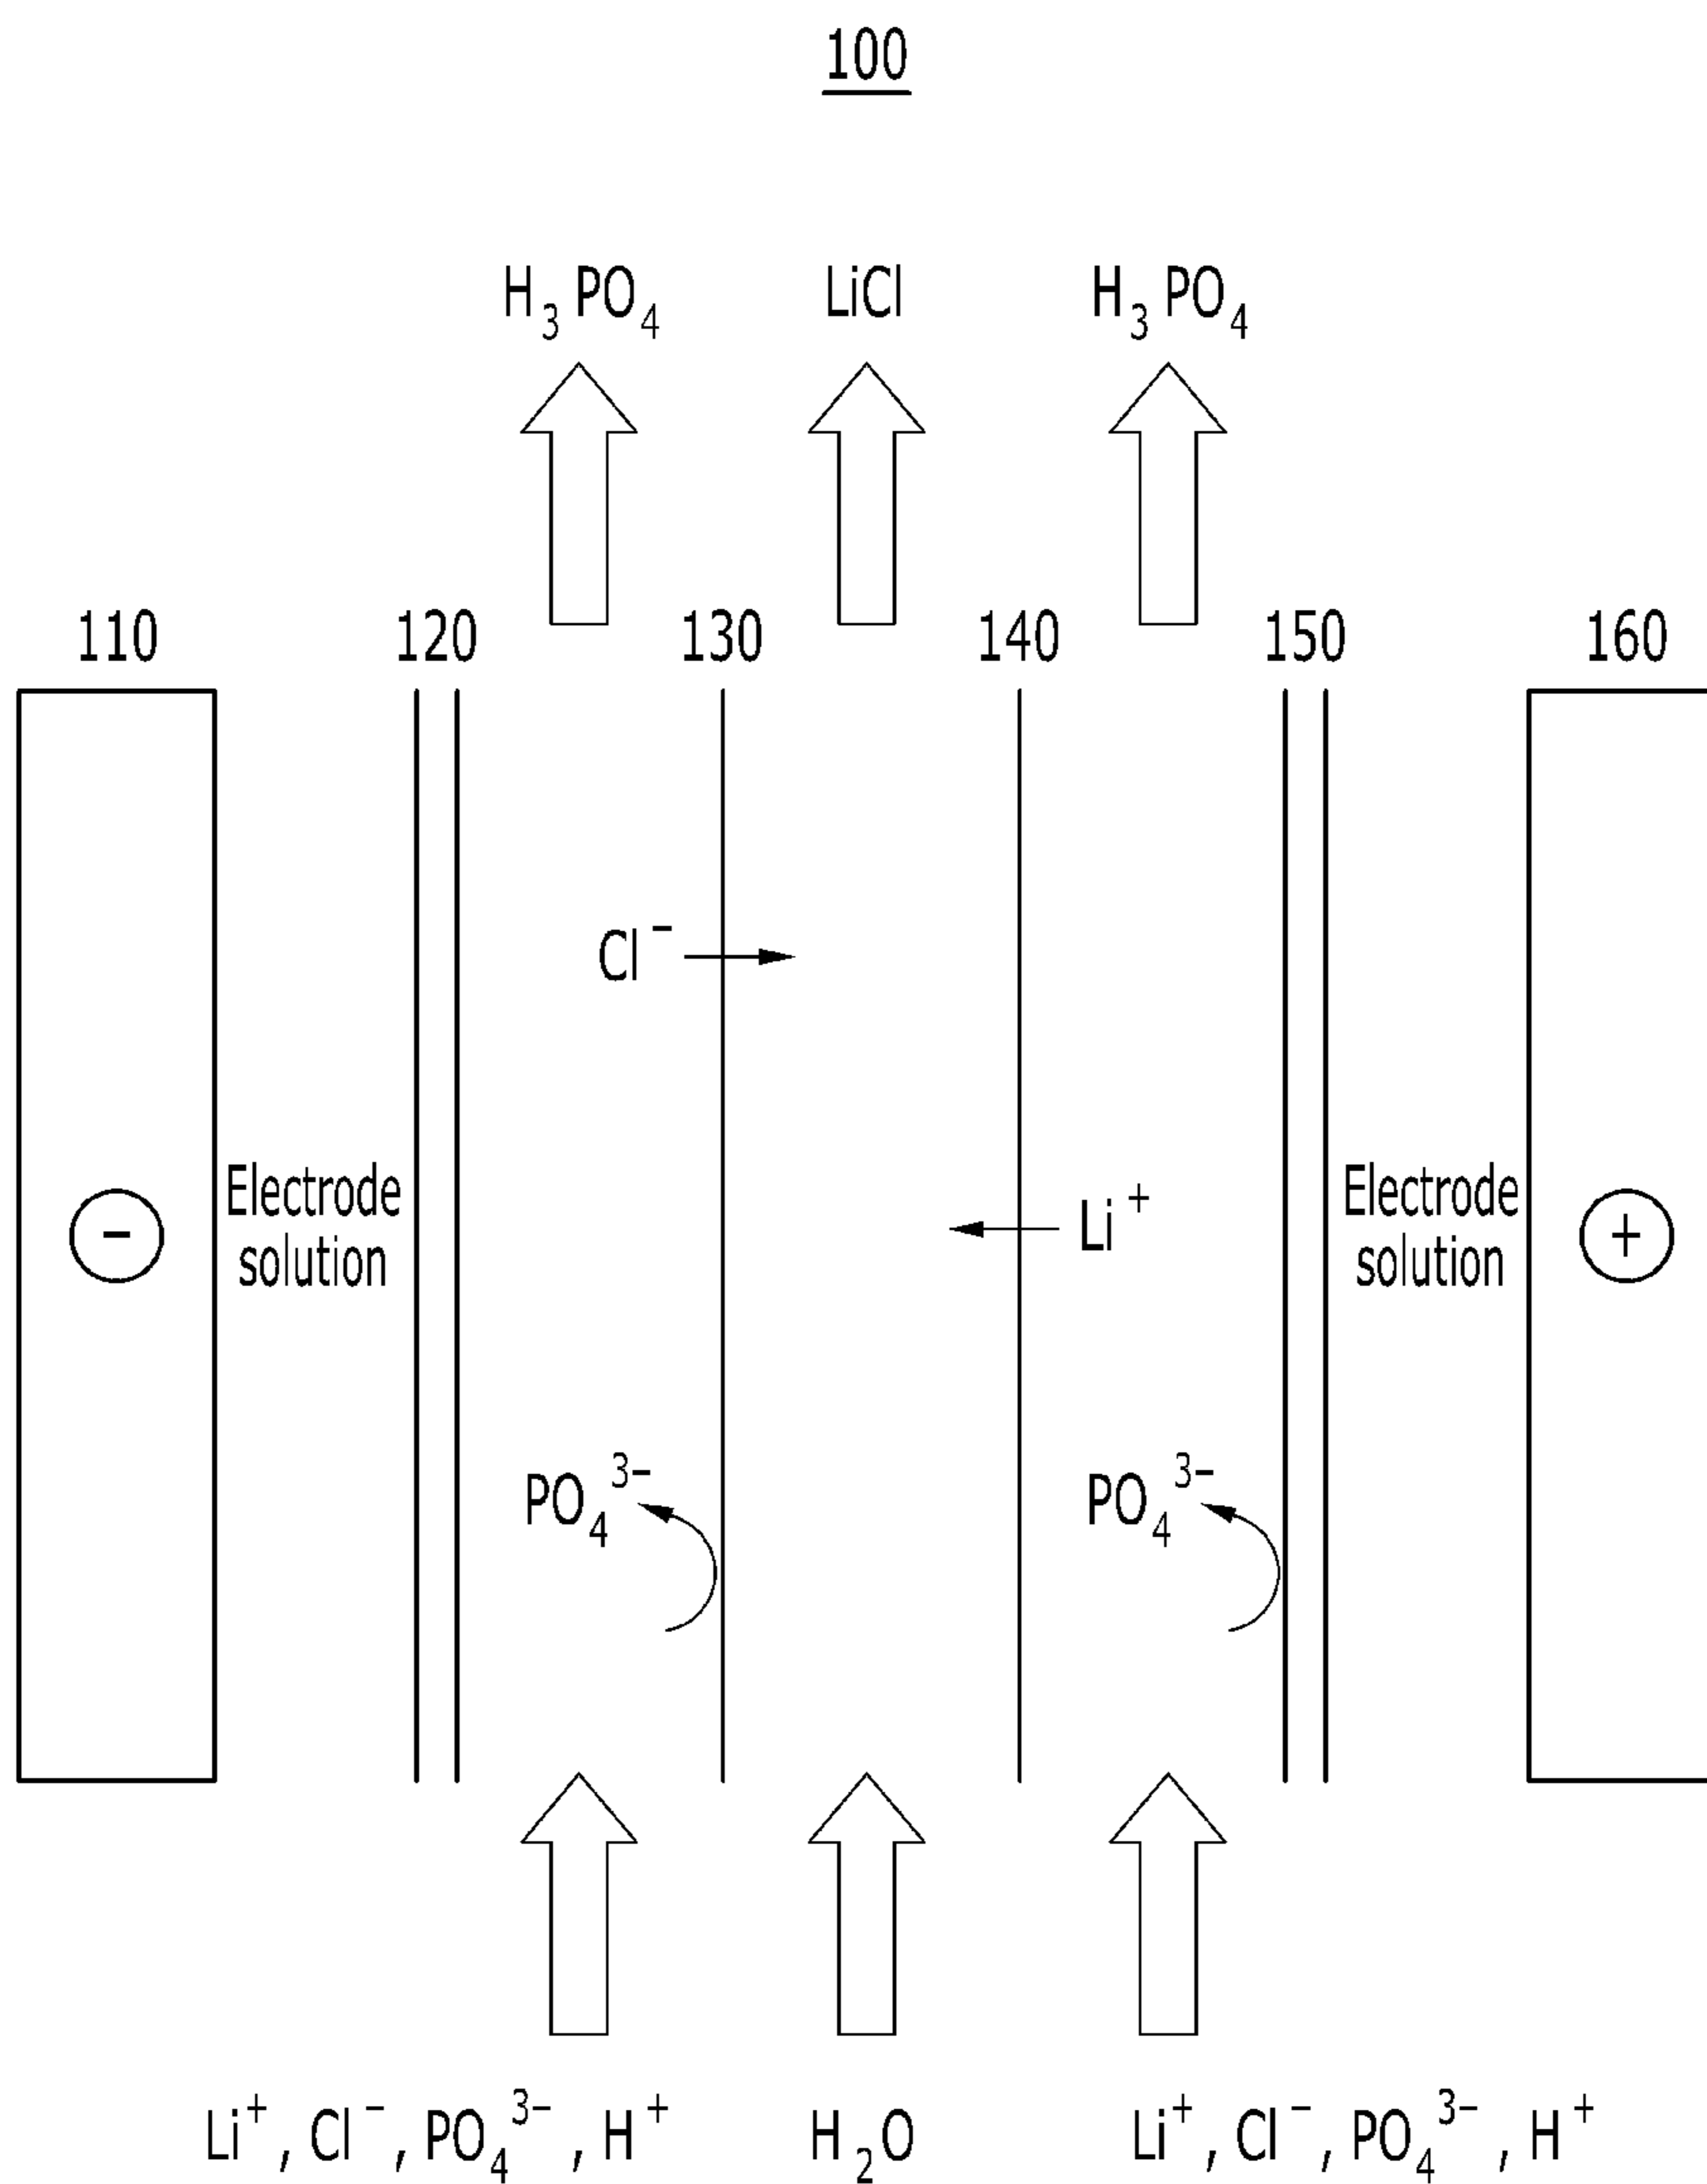 100
H₃PO₄ LiCl H₃PO₄
110 120 130 140 150 160
Cl⁻
Electrode solution
Li⁺
Electrode solution
−
+
PO₄³⁻ PO₄³⁻
Li⁺, Cl⁻, PO₄³⁻, H⁺ H₂O Li⁺, Cl⁻, PO₄³⁻, H⁺